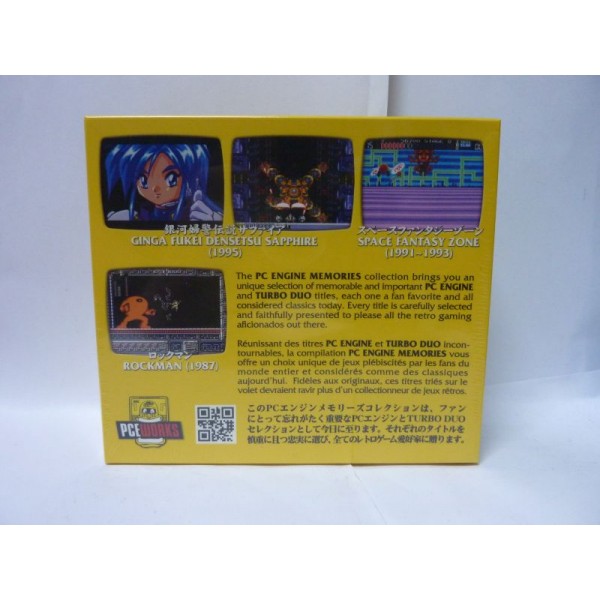 銀河婦警伝説サファイア
GINGA FUKEI DENSETSU SAPPHIRE
(1995)
スペースファンタジーゾーン
SPACE FANTASY ZONE
(1991-1993)
ロックマン
ROCKMAN (1987)
The PC ENGINE MEMORIES collection brings you an
unique selection of memorable and important PC ENGINE
and TURBO DUO titles, each one a fan favorite and all
considered classics today. Every title is carefully selected
and faithfully presented to please all the retro gaming
aficionados out there.
Réunissant des titres PC ENGINE et TURBO DUO incon-
tournables, la compilation PC ENGINE MEMORIES vous
offre un choix unique de jeux plébiscités par les fans du
monde entier et considérés comme des classiques
aujourd'hui. Fidèles aux originaux, ces titres triés sur le
volet devraient ravir plus d'un collectionneur de jeux rétros.
このPCエンジンメモリーズコレクションは、ファン
にとって忘れがたく重要なPCエンジンとTURBO DUO
セレクションとして今日に至ります。それぞれのタイトルを
慎重に且つ忠実に選び、全てのレトロゲーム愛好家に贈ります。
PCEWORKS